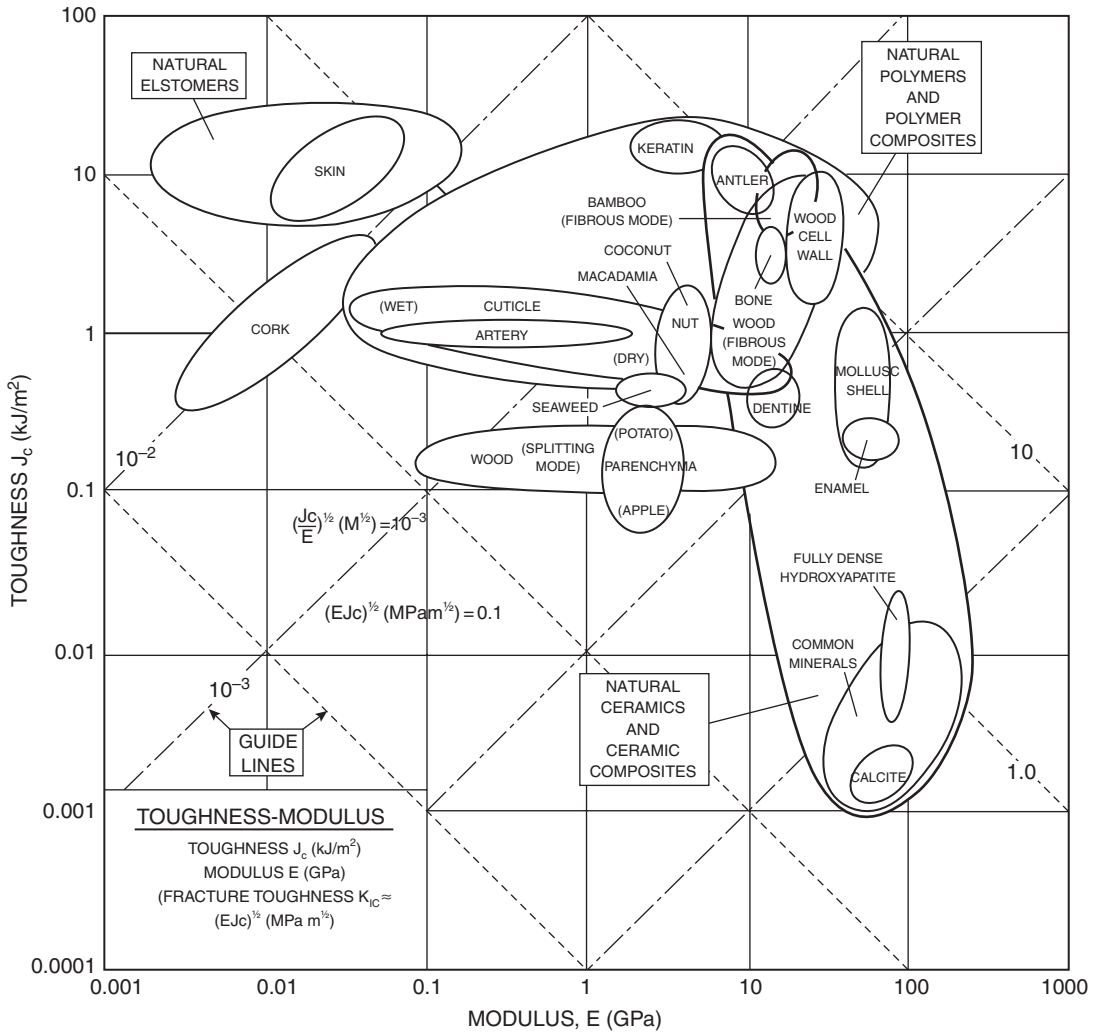 100
10
1
0.1
0.01
0.001
0.0001
TOUGHNESS J_c (kJ/m²)
NATURAL
ELSTOMERS
SKIN
CORK
KERATIN
ANTLER
NATURAL
POLYMERS
AND
POLYMER
COMPOSITES
BAMBOO
(FIBROUS MODE)
WOOD
CELL
WALL
COCONUT
MACADAMIA
BONE
(WET)
CUTICLE
ARTERY
(DRY)
NUT
WOOD
(FIBROUS
MODE)
MOLLUSC
SHELL
SEAWEED
DENTINE
(POTATO)
WOOD
(SPLITTING
MODE)
PARENCHYMA
(APPLE)
ENAMEL
10⁻²
10
(Jc/E)^½ (M^½) = 10⁻³
(EJc)^½ (MPam^½) = 0.1
FULLY DENSE
HYDROXYAPATITE
COMMON
MINERALS
10⁻³
GUIDE
LINES
NATURAL
CERAMICS
AND
CERAMIC
COMPOSITES
CALCITE
1.0
TOUGHNESS-MODULUS
TOUGHNESS J_c (kJ/m²)
MODULUS E (GPa)
(FRACTURE TOUGHNESS K_IC ≈
(EJc)^½ (MPa m^½)
0.001
0.01
0.1
1
10
100
1000
MODULUS, E (GPa)